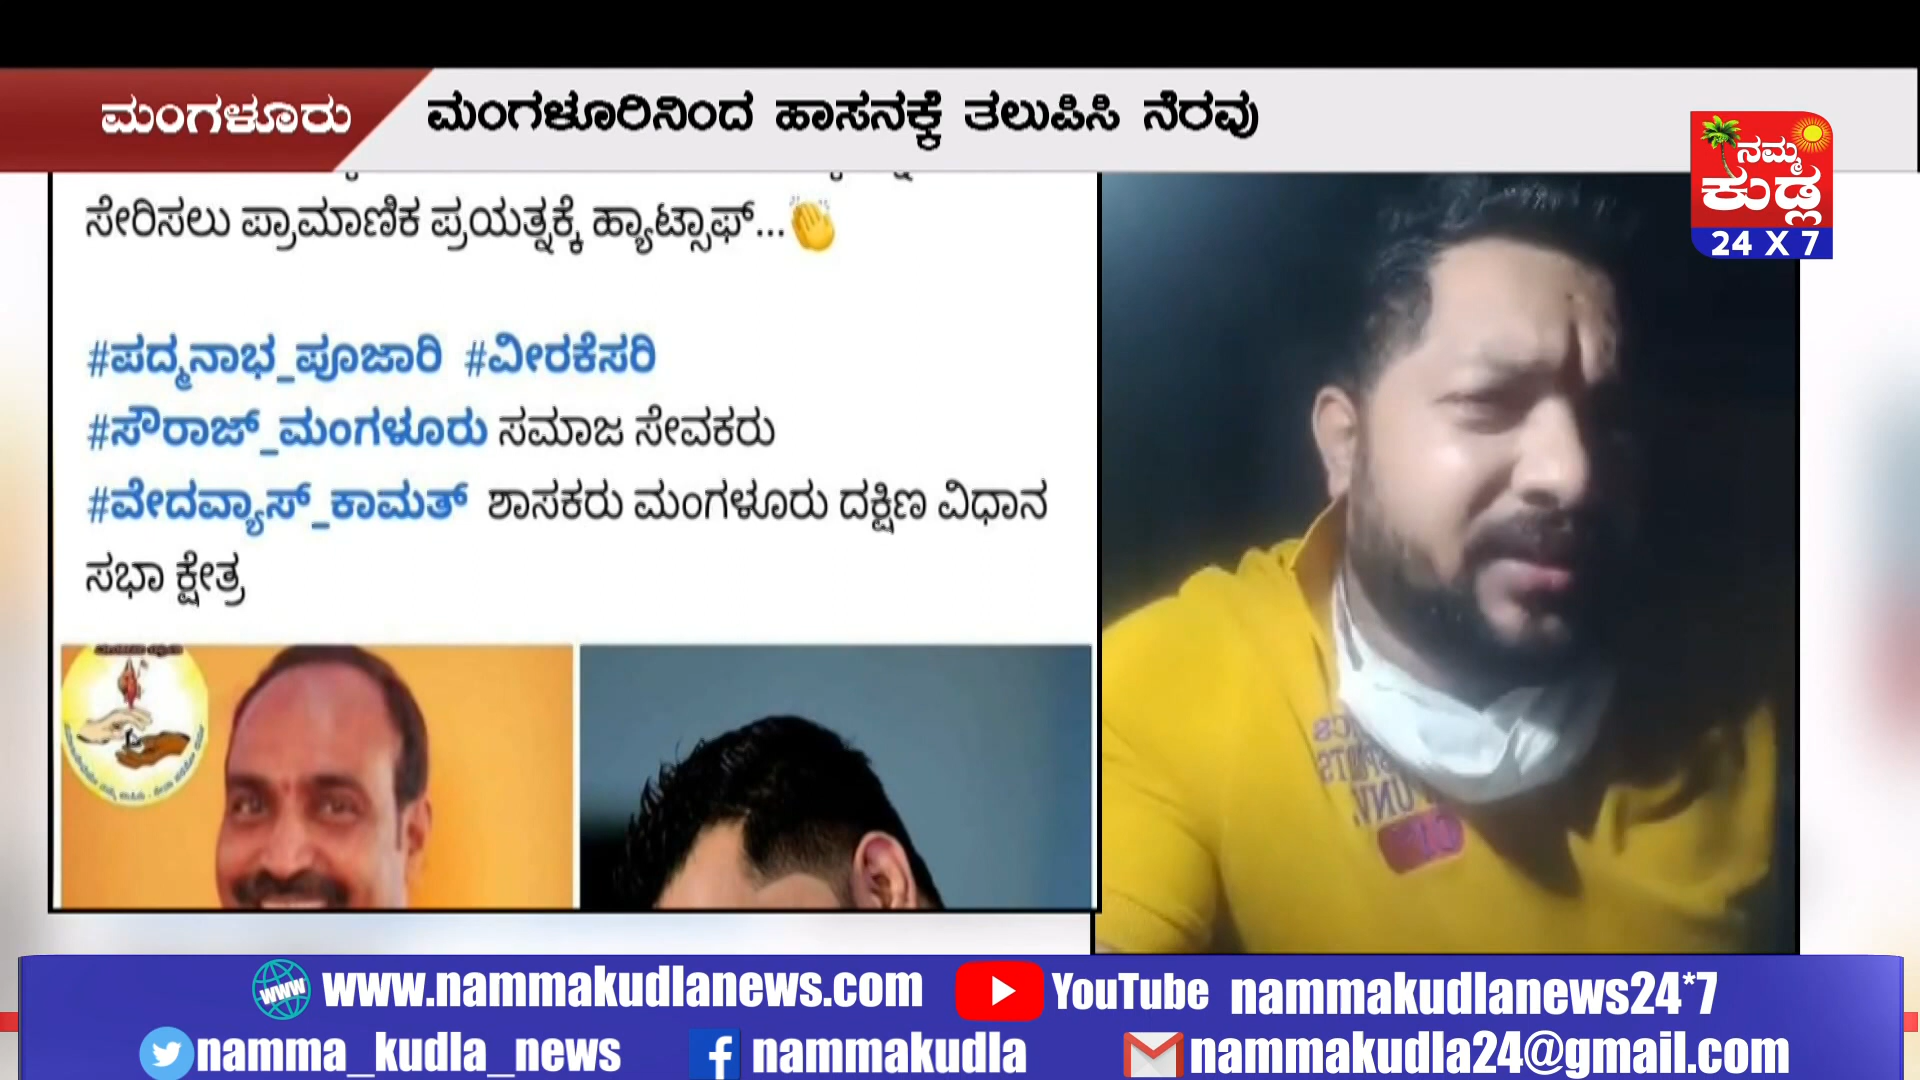 ಮಂಗಳೂರು
ಮಂಗಳೂರಿನಿಂದ ಹಾಸನಕ್ಕೆ ತಲುಪಿಸಿ ನೆರವು
ನಮ್ಮ
ಕುಡ್ಲ
24 X 7
ಸೇರಿಸಲು ಪ್ರಾಮಾಣಿಕ ಪ್ರಯತ್ನಕ್ಕೆ ಹ್ಯಾಟ್ಸಾಫ್...👏
#ಪದ್ಮನಾಭ_ಪೂಜಾರಿ #ವೀರಕೆಸರಿ
#ಸೌರಾಜ್_ಮಂಗಳೂರು ಸಮಾಜ ಸೇವಕರು
#ವೇದವ್ಯಾಸ್_ಕಾಮತ್ ಶಾಸಕರು ಮಂಗಳೂರು ದಕ್ಷಿಣ ವಿಧಾನ
ಸಭಾ ಕ್ಷೇತ್ರ
www www.nammakudlanews.com YouTube nammakudlanews24*7
namma_kudla_news nammakudla nammakudla24@gmail.com